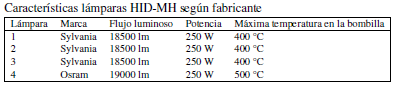 Características lámparas HID-MH según fabricante
Lámpara Marca Flujo luminoso Potencia Máxima temperatura en la bombilla
1 Sylvania 18500 lm 250 W 400 °C
2 Sylvania 18500 lm 250 W 400 °C
3 Sylvania 18500 lm 250 W 400 °C
4 Osram 19000 lm 250 W 500 °C